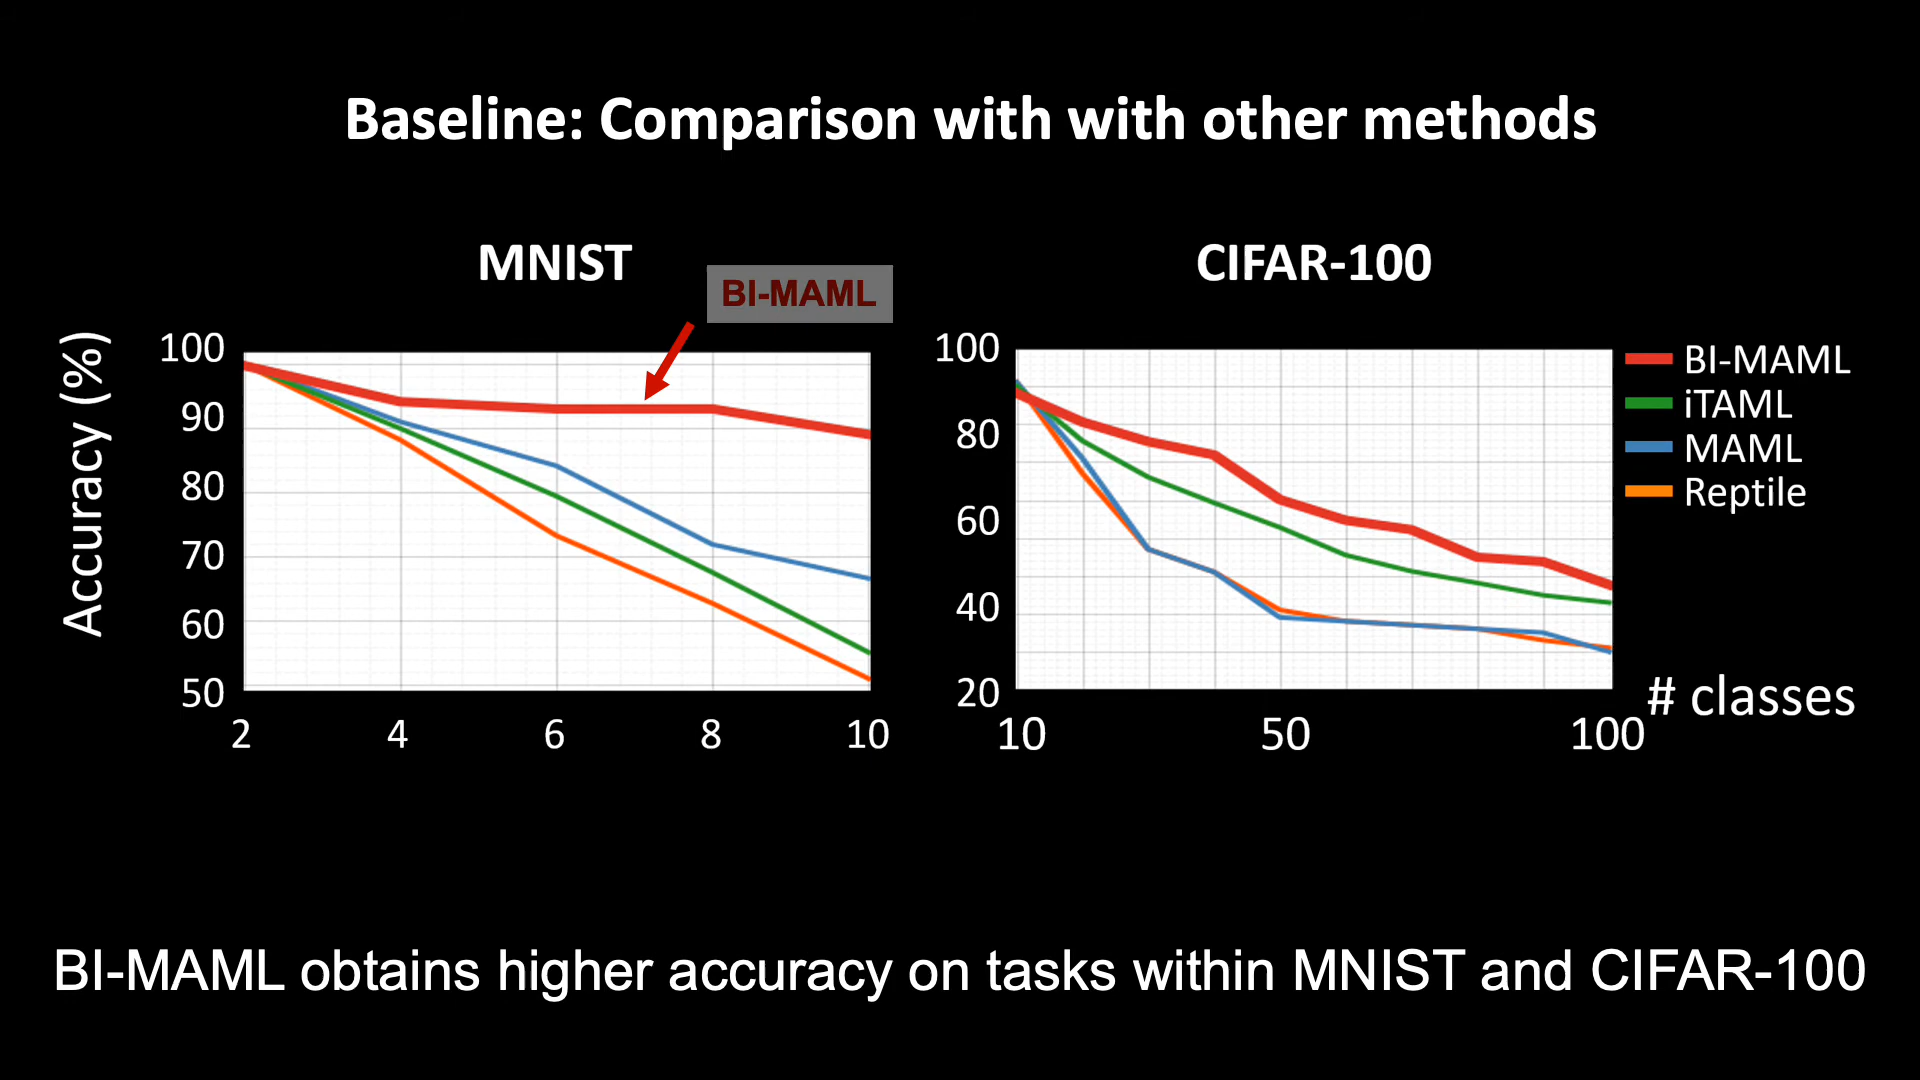 Baseline: Comparison with with other methods
MNIST
BI-MAML
Accuracy (%)
100
90
80
70
60
50
2 4 6 8 10
CIFAR-100
100
80
60
40
20
10 50 100
# classes
BI-MAML
iTAML
MAML
Reptile
BI-MAML obtains higher accuracy on tasks within MNIST and CIFAR-100